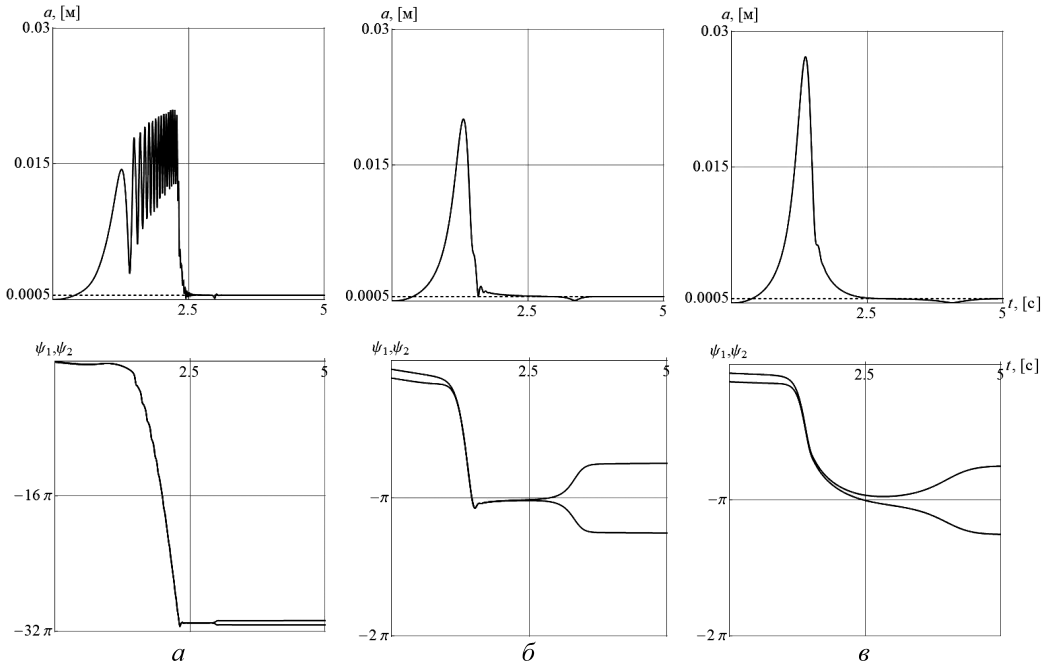 a, [м]
0.03
0.015
0.0005
2.5
5
a, [м]
0.03
0.015
0.0005
2.5
5
a, [м]
0.03
0.015
0.0005
2.5
5
t, [с]
ψ₁,ψ₂
2.5
5
−16 π
−32 π
ψ₁,ψ₂
2.5
5
−π
−2 π
ψ₁,ψ₂
2.5
5
t, [с]
−π
−2 π
а
б
в